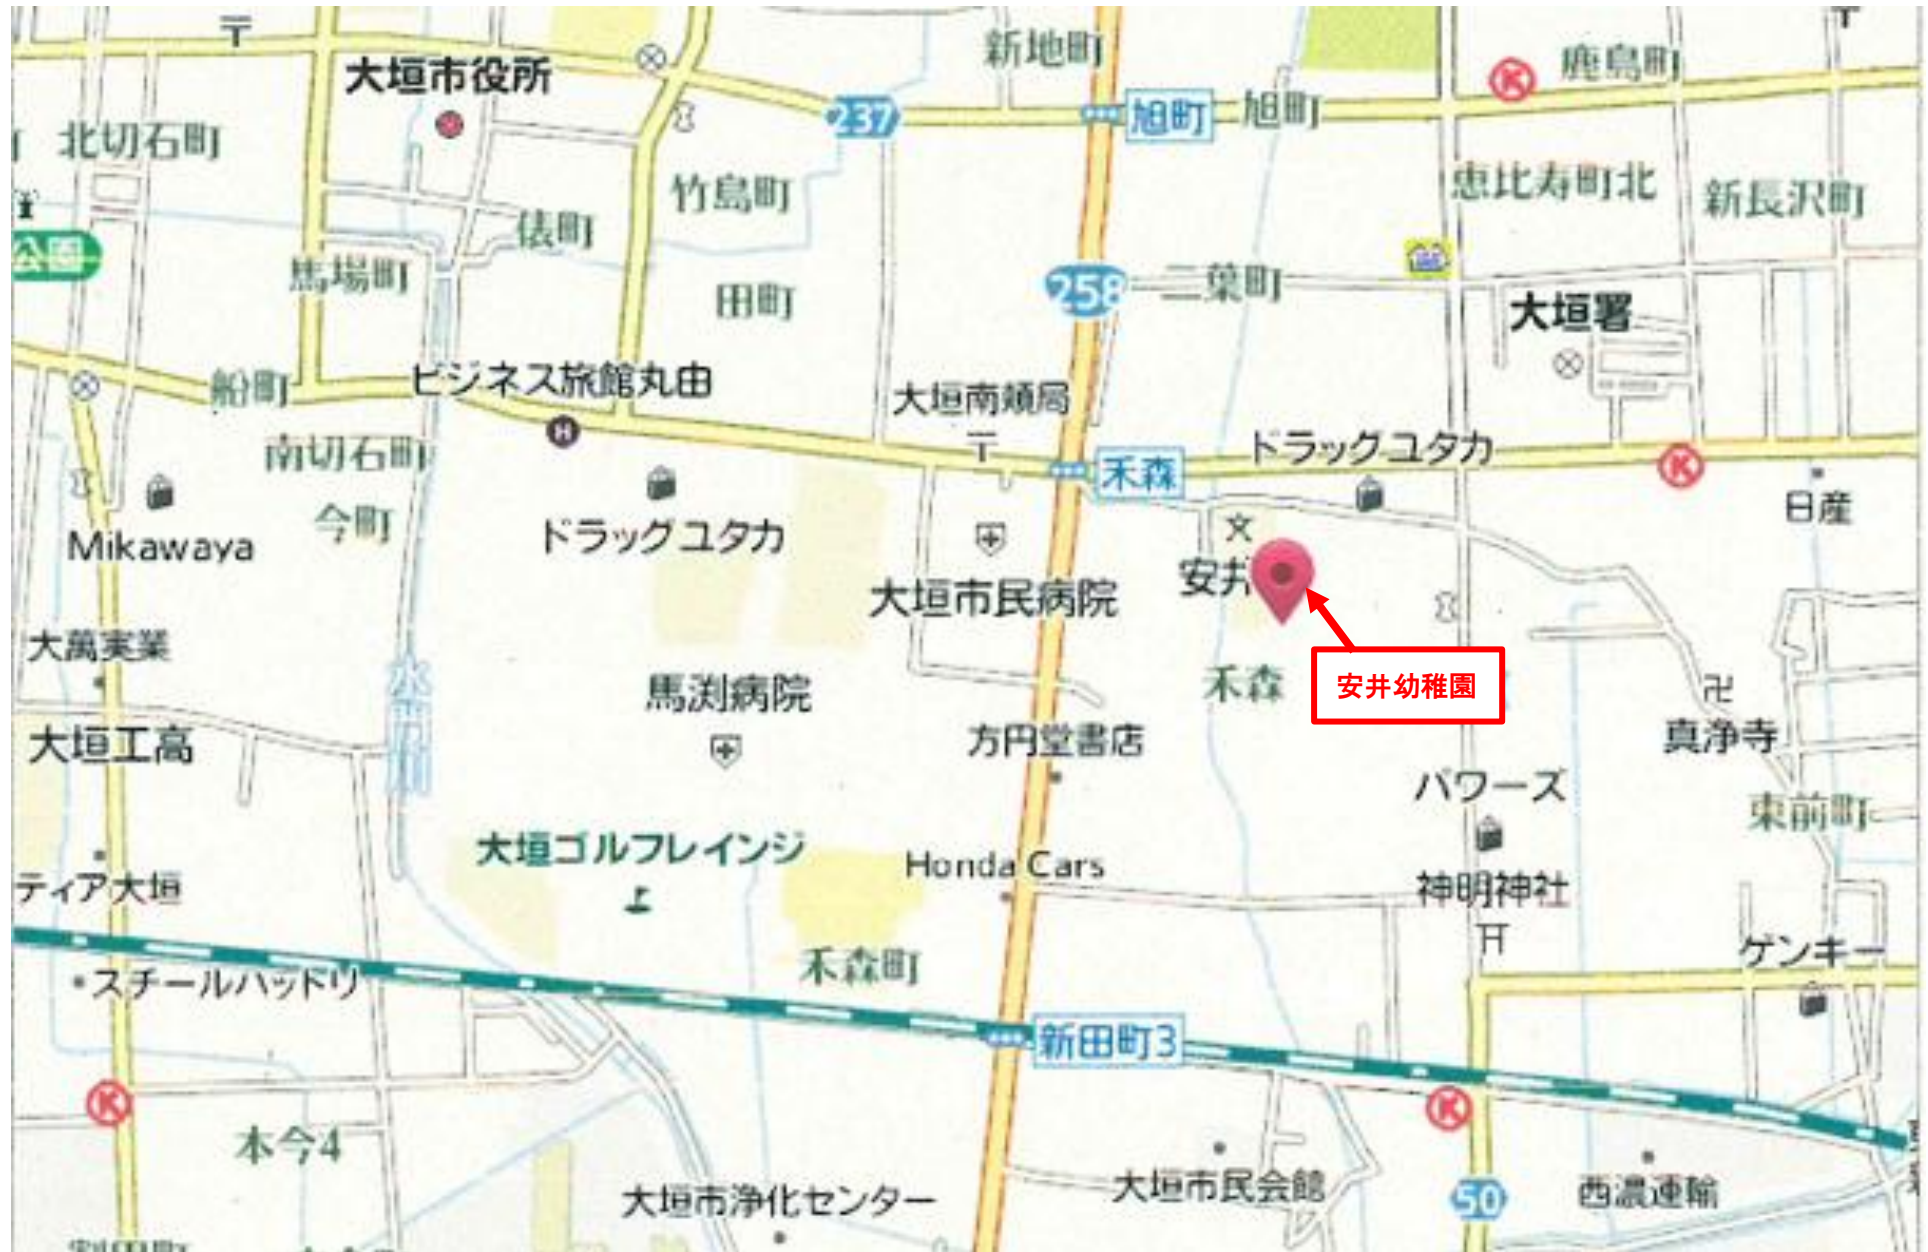 新地町
鹿島町
大垣市役所
237
旭町
旭町
北切石町
竹島町
恵比寿町北
新長沢町
俵町
公園
馬場町
田町
258
二葉町
大垣署
船町
ビジネス旅館丸由
大垣南頬局
H
南切石町
禾森
ドラッグユタカ
K
K
日産
今町
Mikawaya
ドラッグユタカ
文
安井
大垣市民病院
大萬実業
水門川
馬渕病院
禾森
安井幼稚園
大垣工高
方円堂書店
真浄寺
パワーズ
東前町
大垣ゴルフレインジ
Honda Cars
ティア大垣
神明神社
禾森町
ゲンキー
スチールハットリ
新田町3
K
K
本今4
大垣市民会館
50
西濃運輸
大垣市浄化センター